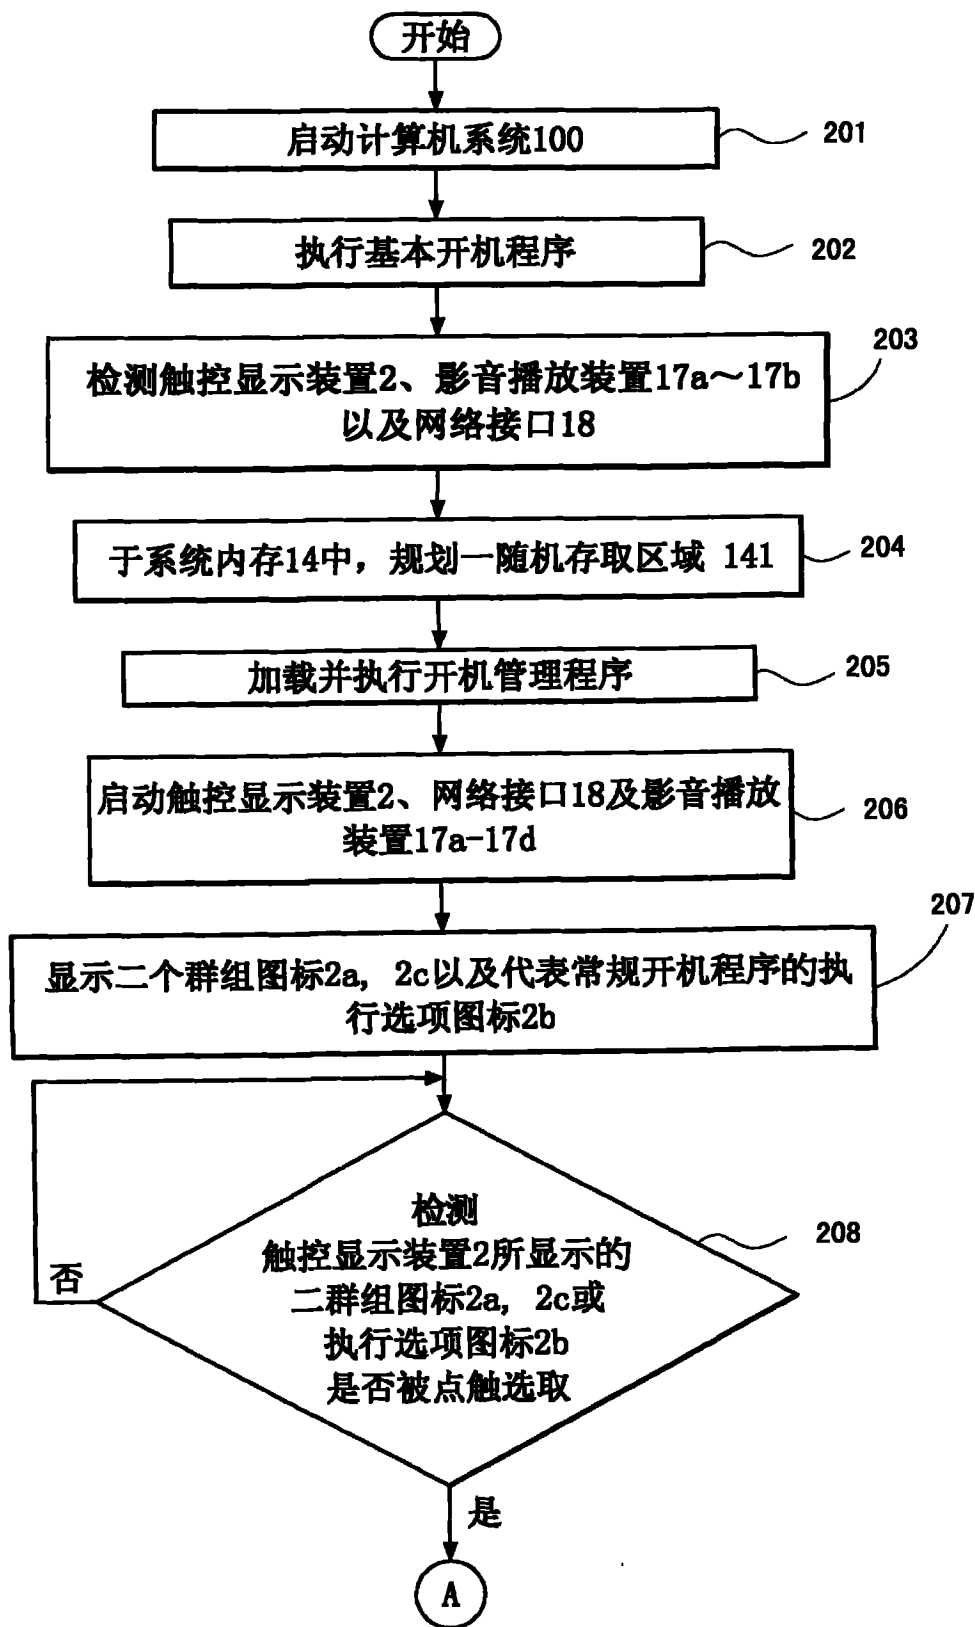 开始
启动计算机系统100
201
执行基本开机程序
202
203
检测触控显示装置2、影音播放装置17a～17b
以及网络接口18
于系统内存14中，规划一随机存取区域 141
204
加载并执行开机管理程序
205
启动触控显示装置2、网络接口18及影音播放
装置17a-17d
206
207
显示二个群组图标2a, 2c以及代表常规开机程序的执
行选项图标2b
检测
触控显示装置2所显示的
二群组图标2a, 2c或
执行选项图标2b
是否被点触选取
208
否
是
A